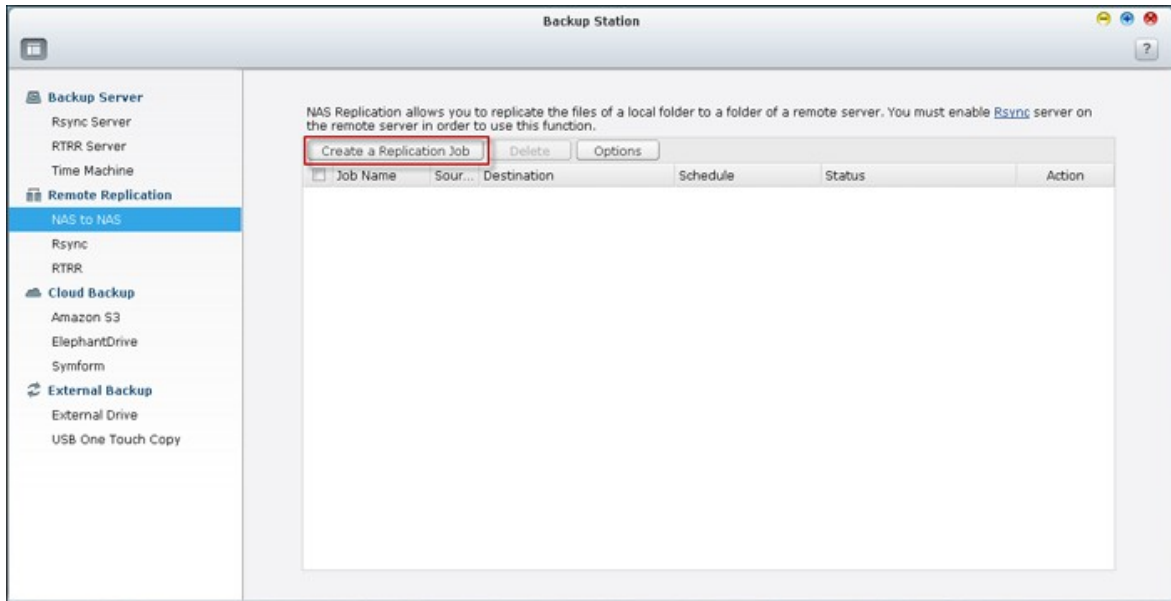 Backup Station
?
Backup Server
Rsync Server
RTRR Server
Time Machine
Remote Replication
NAS to NAS
Rsync
RTRR
Cloud Backup
Amazon S3
ElephantDrive
Symform
External Backup
External Drive
USB One Touch Copy
NAS Replication allows you to replicate the files of a local folder to a folder of a remote server. You must enable Rsync server on
the remote server in order to use this function.
Create a Replication Job Delete Options
Job Name Sour... Destination Schedule Status Action